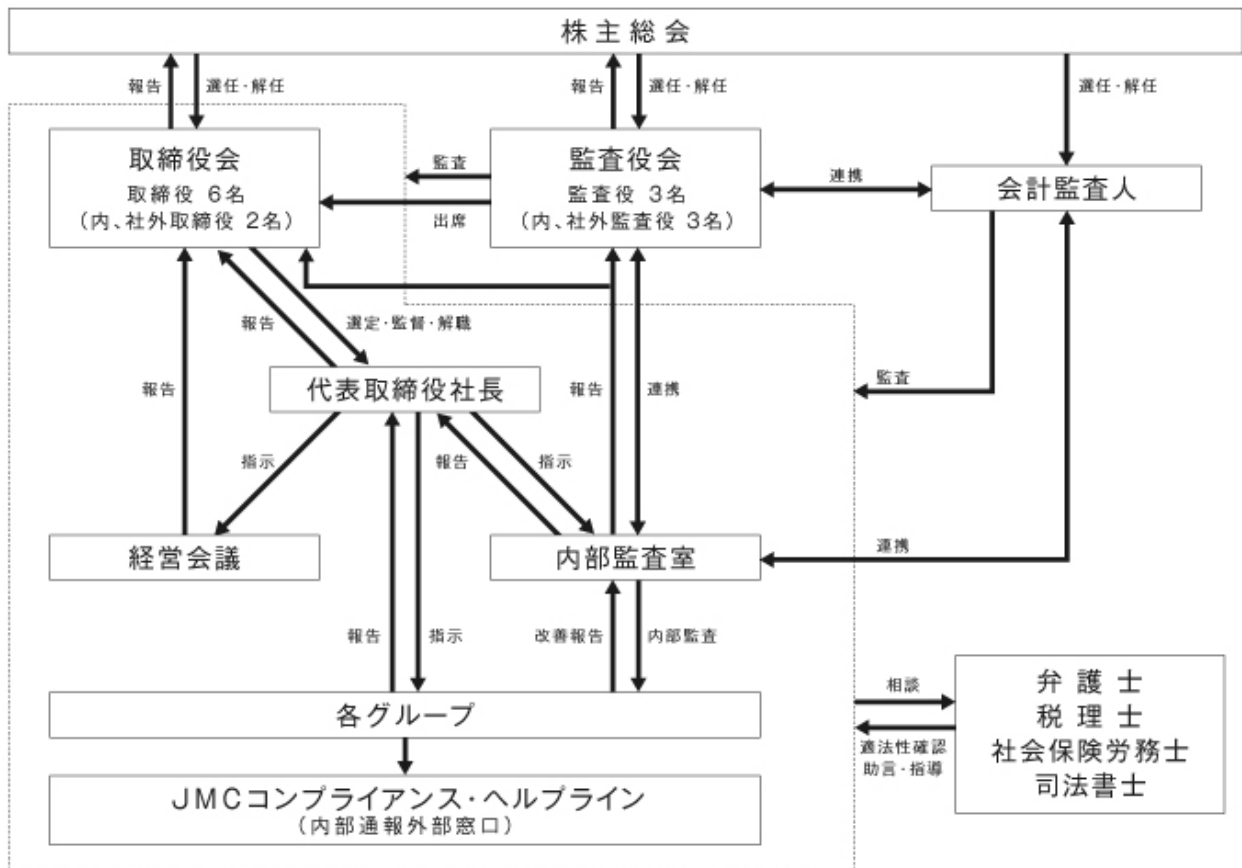 株主総会
報告
選任・解任
報告
選任・解任
選任・解任
取締役会
取締役 6名
(内、社外取締役 2名)
監査
出席
監査役会
監査役 3名
(内、社外監査役 3名)
連携
会計監査人
報告
選定・監督・解職
報告
報告
連携
監査
代表取締役社長
指示
報告
指示
経営会議
内部監査室
連携
報告
指示
改善報告
内部監査
各グループ
相談
適法性確認
助言・指導
弁護士
税理士
社会保険労務士
司法書士
JMCコンプライアンス・ヘルプライン
(内部通報外部窓口)